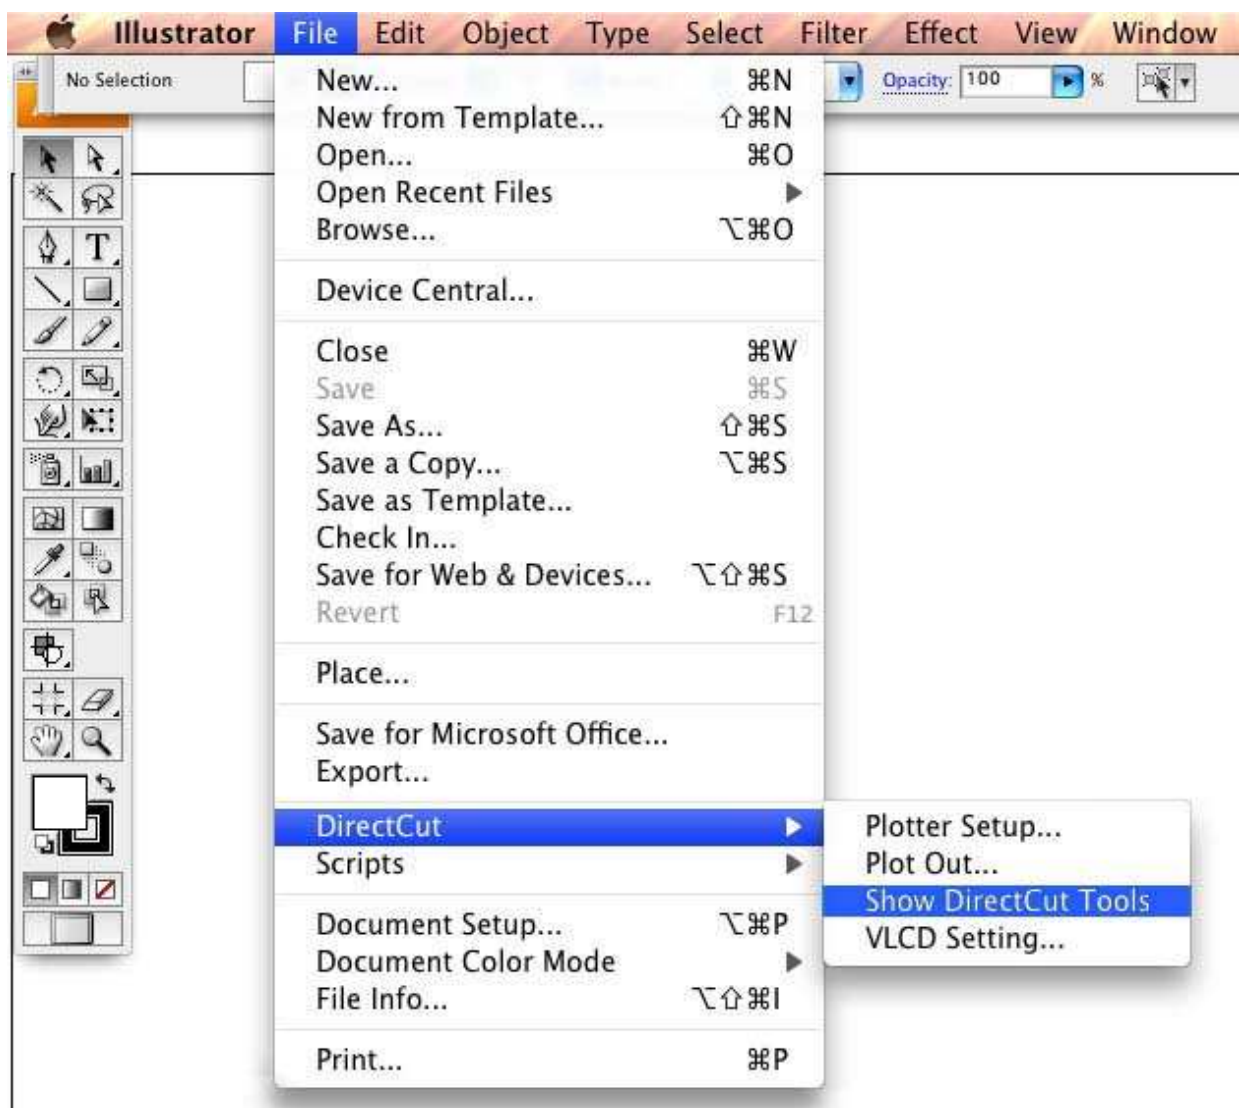 Illustrator File Edit Object Type Select Filter Effect View Window
No Selection
Opacity: 100 %
New... ⌘N
New from Template... ⇧⌘N
Open... ⌘O
Open Recent Files ▶
Browse... ⌥⌘O
Device Central...
Close ⌘W
Save ⌘S
Save As... ⇧⌘S
Save a Copy... ⌥⌘S
Save as Template...
Check In...
Save for Web & Devices... ⌥⇧⌘S
Revert F12
Place...
Save for Microsoft Office...
Export...
DirectCut ▶
Scripts ▶
Document Setup... ⌥⌘P
Document Color Mode ▶
File Info... ⌥⇧⌘I
Print... ⌘P
Plotter Setup...
Plot Out...
Show DirectCut Tools
VLCD Setting...
T